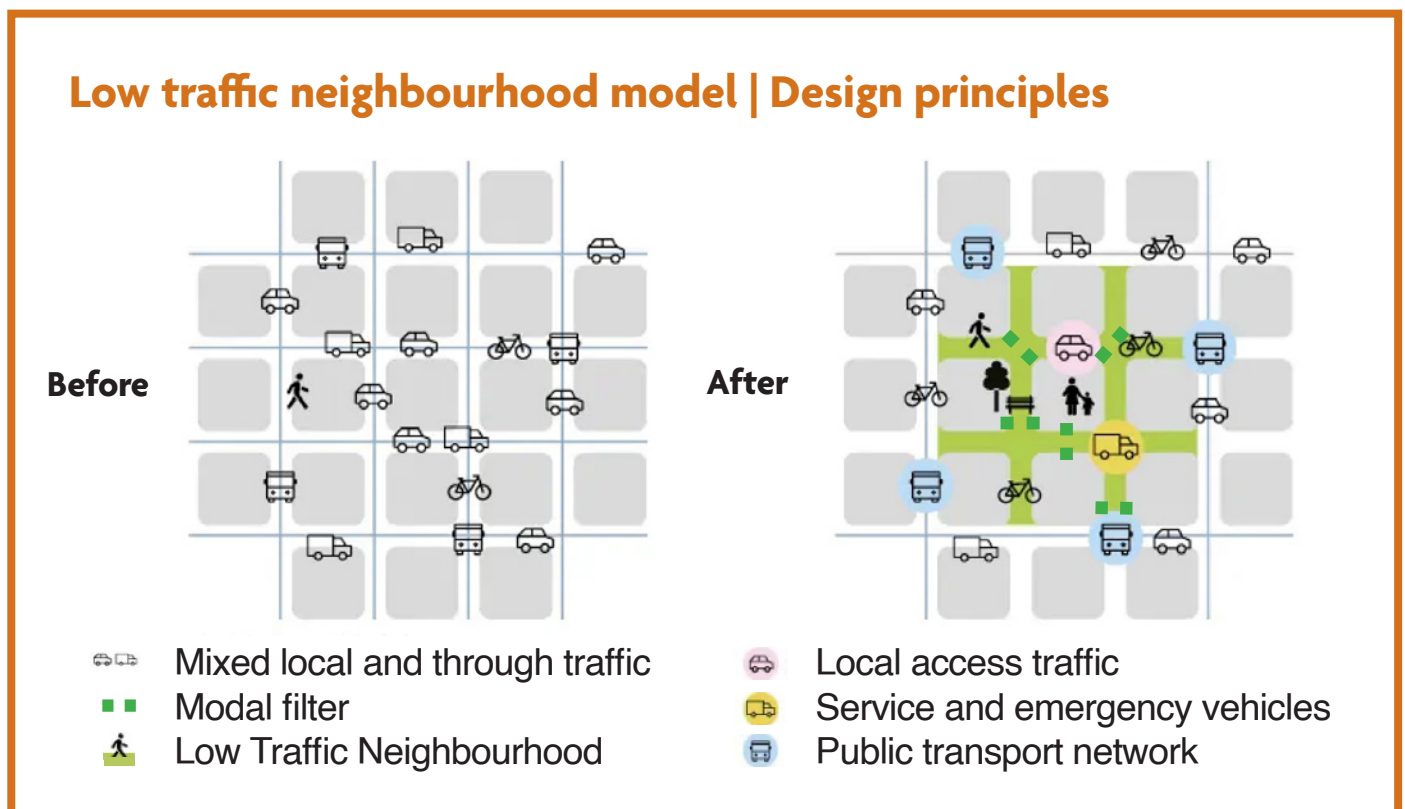 Low traffic neighbourhood model | Design principles
Before
After
Mixed local and through traffic
Modal filter
Low Traffic Neighbourhood
Local access traffic
Service and emergency vehicles
Public transport network